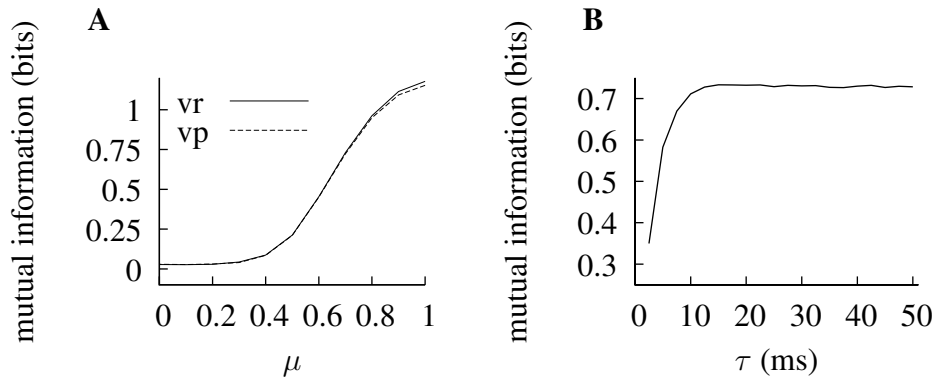 A
mutual information (bits)
1
0.75
0.5
0.25
0
vr
vp
0 0.2 0.4 0.6 0.8 1
μ
B
mutual information (bits)
0.7
0.6
0.5
0.4
0.3
0 10 20 30 40 50
τ (ms)